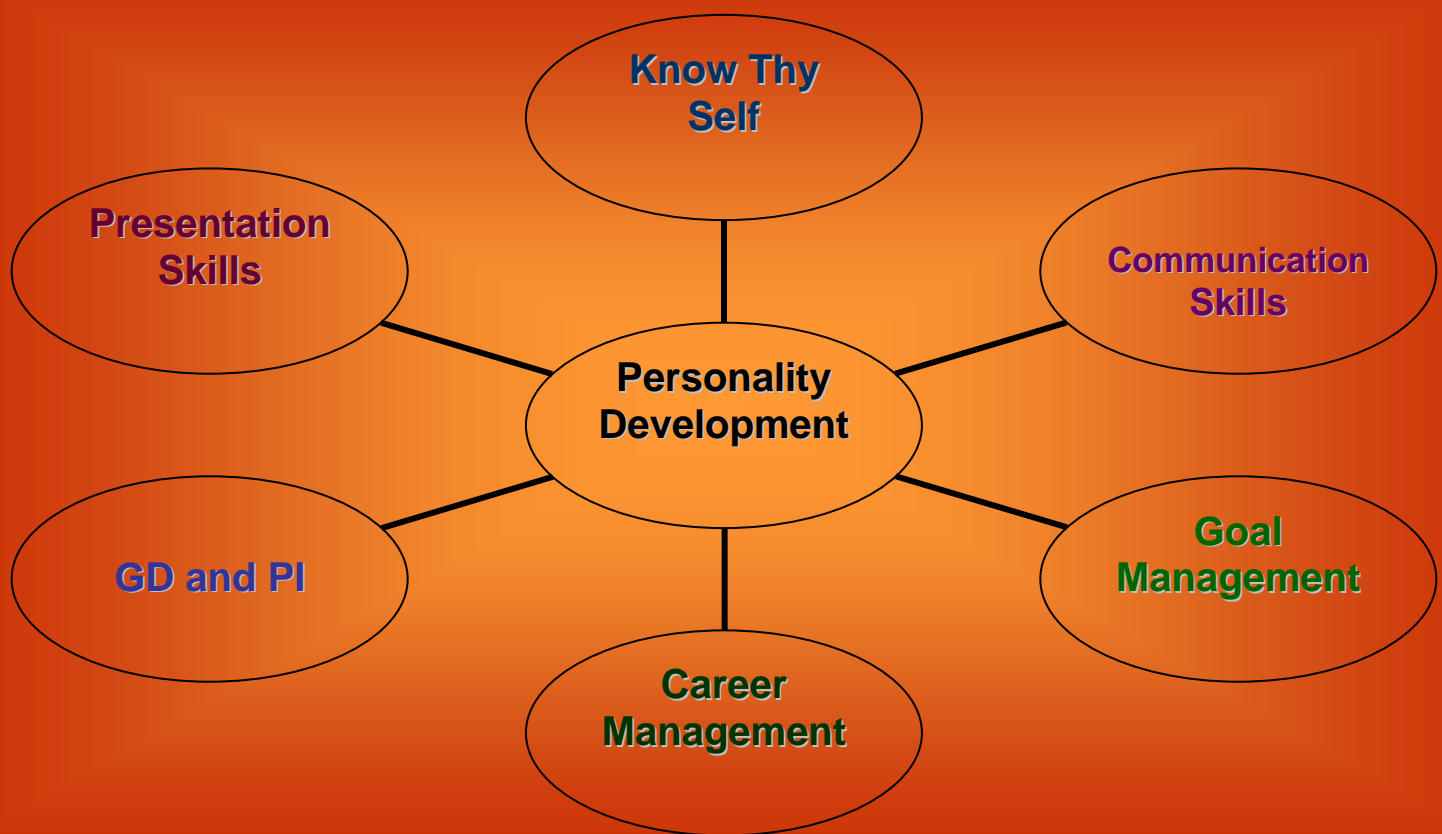 Know Thy
Self
Presentation
Skills
Communication
Skills
Personality
Development
GD and PI
Goal
Management
Career
Management